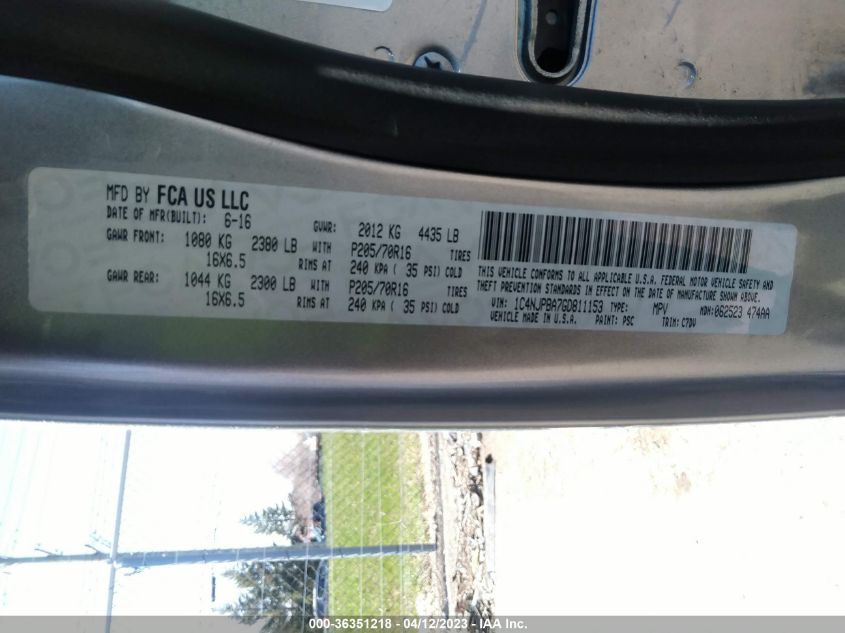 MFD BY FCA US LLC
DATE OF MFR(BUILT): 6-16 GVWR: 2012 KG 4435 LB
GAWR FRONT: 1080 KG 2380 LB WITH P205/70R16 TIRES
16X6.5 RIMS AT 240 KPA ( 35 PSI) COLD
GAWR REAR: 1044 KG 2300 LB WITH P205/70R16 TIRES
16X6.5 RIMS AT 240 KPA ( 35 PSI) COLD
THIS VEHICLE CONFORMS TO ALL APPLICABLE U.S.A. FEDERAL MOTOR VEHICLE SAFETY AND
THEFT PREVENTION STANDARDS IN EFFECT ON THE DATE OF MANUFACTURE SHOWN ABOVE.
VIN: 1C4NJPBA7GD811153 TYPE: MPV MDH:062523 474AA
VEHICLE MADE IN U.S.A. PAINT: PSC TRIM: C7DV
000-36351218 - 04/12/2023 - IAA Inc.